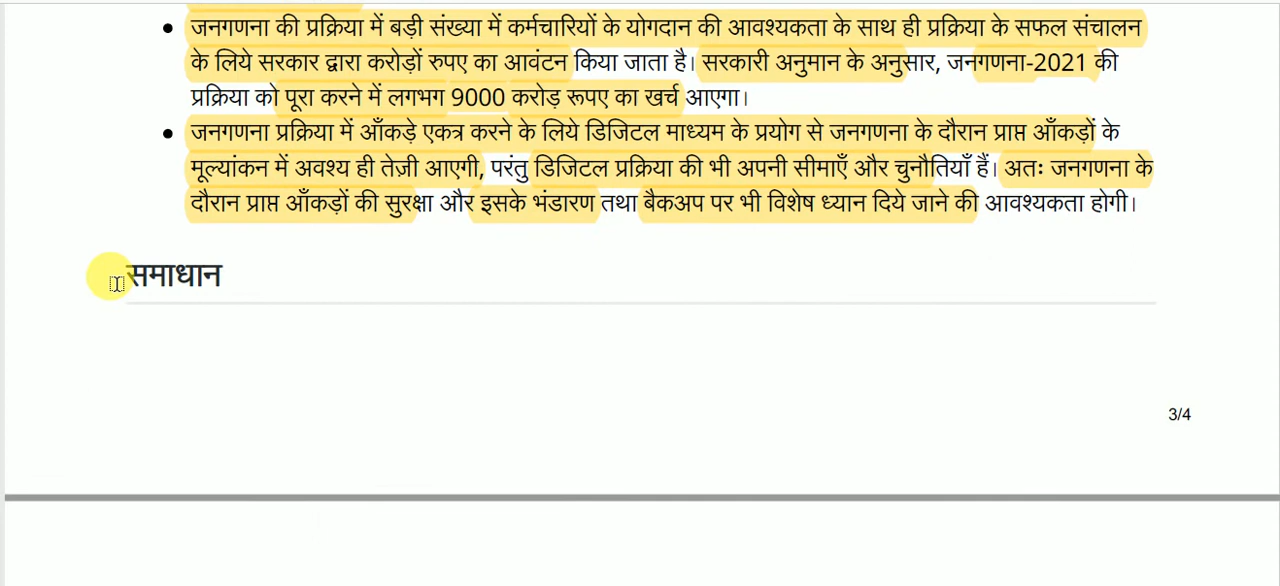 जनगणना की प्रक्रिया में बड़ी संख्या में कर्मचारियों के योगदान की आवश्यकता के साथ ही प्रक्रिया के सफल संचालन
के लिये सरकार द्वारा करोड़ों रुपए का आवंटन किया जाता है। सरकारी अनुमान के अनुसार, जनगणना-2021 की
प्रक्रिया को पूरा करने में लगभग 9000 करोड़ रूपए का खर्च आएगा।
जनगणना प्रक्रिया में आँकड़े एकत्र करने के लिये डिजिटल माध्यम के प्रयोग से जनगणना के दौरान प्राप्त आँकड़ों के
मूल्यांकन में अवश्य ही तेज़ी आएगी, परंतु डिजिटल प्रक्रिया की भी अपनी सीमाएँ और चुनौतियाँ हैं। अतः जनगणना के
दौरान प्राप्त आँकड़ों की सुरक्षा और इसके भंडारण तथा बैकअप पर भी विशेष ध्यान दिये जाने की आवश्यकता होगी।
समाधान
3/4